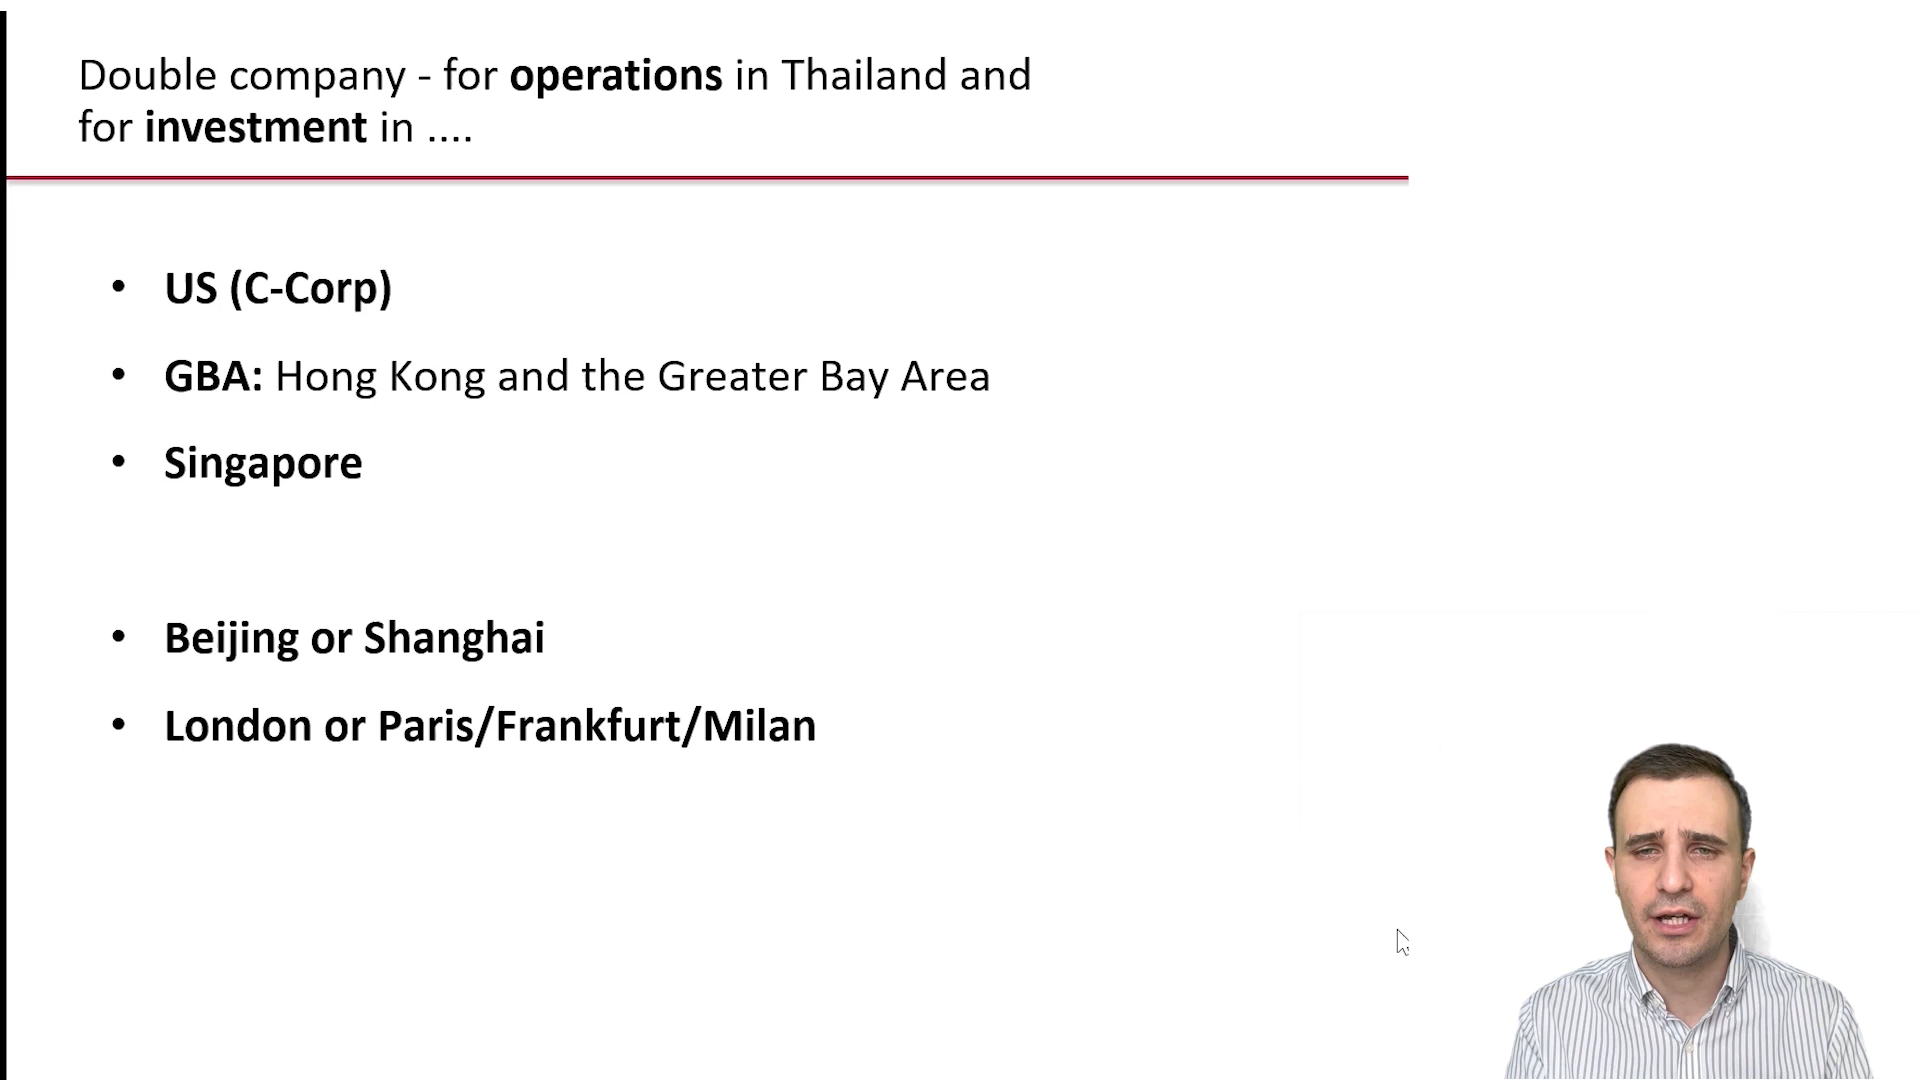 Double company - for operations in Thailand and
for investment in ....
• US (C-Corp)
• GBA: Hong Kong and the Greater Bay Area
• Singapore
• Beijing or Shanghai
• London or Paris/Frankfurt/Milan